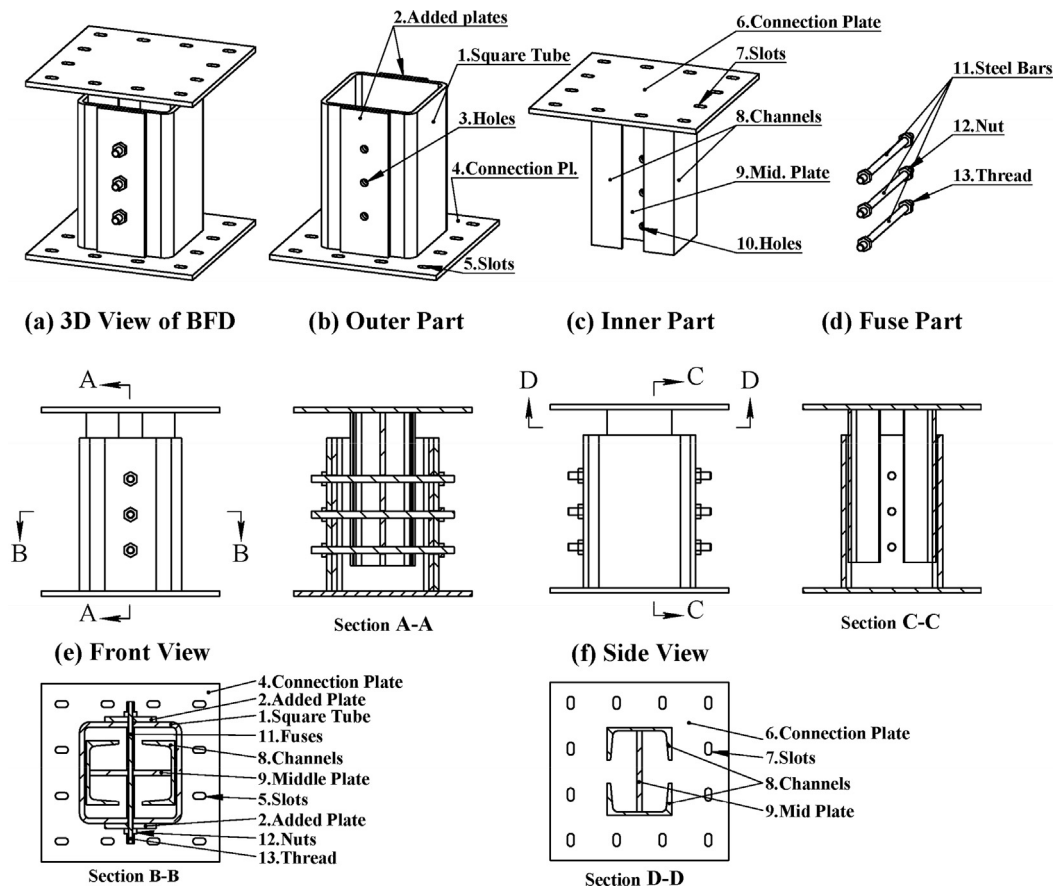 2.Added plates
1.Square Tube
3.Holes
4.Connection Pl.
5.Slots
6.Connection Plate
7.Slots
8.Channels
9.Mid. Plate
10.Holes
11.Steel Bars
12.Nut
13.Thread
(a) 3D View of BFD
(b) Outer Part
(c) Inner Part
(d) Fuse Part
A
B
B
A
Section A-A
D
C
D
C
Section C-C
(e) Front View
(f) Side View
4.Connection Plate
2.Added Plate
1.Square Tube
11.Fuses
8.Channels
9.Middle Plate
5.Slots
2.Added Plate
12.Nuts
13.Thread
Section B-B
6.Connection Plate
7.Slots
8.Channels
9.Mid Plate
Section D-D